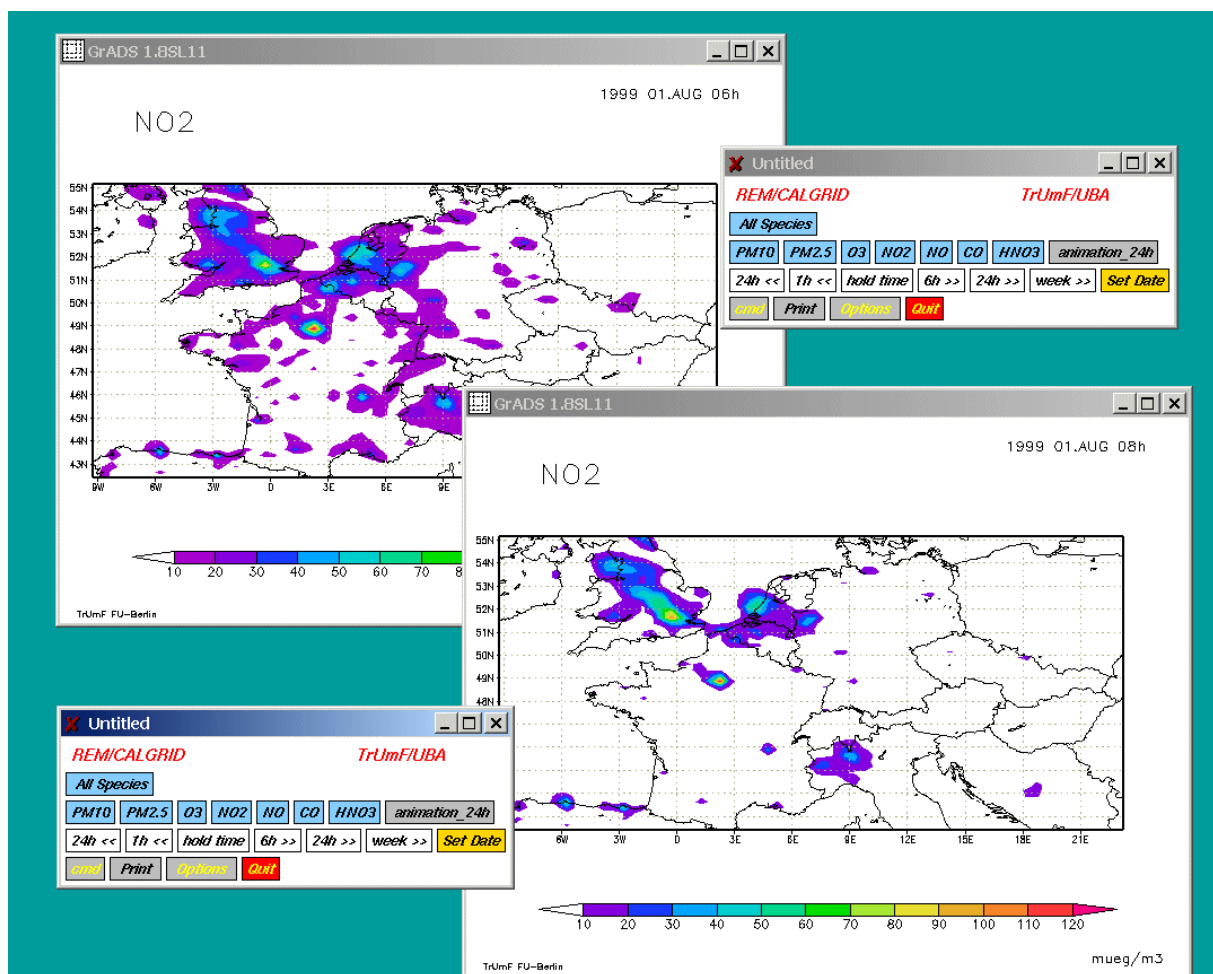 GrADS 1.8SL11
1999 01.AUG 06h
NO2
55N
54N
53N
52N
51N
50N
49N
48N
47N
46N
45N
44N
43N
9W 6W 3W 0 3E 6E 9E
10 20 30 40 50 60 70
TrUmF FU-Berlin
Untitled
REM/CALGRID TrUmF/UBA
All Species
PM10 PM2.5 O3 NO2 NO CO HNO3 animation_24h
24h << 1h << hold time 6h >> 24h >> week >> Set Date
cmd Print Options Quit
GrADS 1.8SL11
1999 01.AUG 08h
NO2
55N
54N
53N
52N
51N
50N
49N
48N
6W 3W 0 3E 6E 9E 12E 15E 18E 21E
10 20 30 40 50 60 70 80 90 100 110 120
mueg/m3
TrUmF FU-Berlin
Untitled
REM/CALGRID TrUmF/UBA
All Species
PM10 PM2.5 O3 NO2 NO CO HNO3 animation_24h
24h << 1h << hold time 6h >> 24h >> week >> Set Date
cmd Print Options Quit